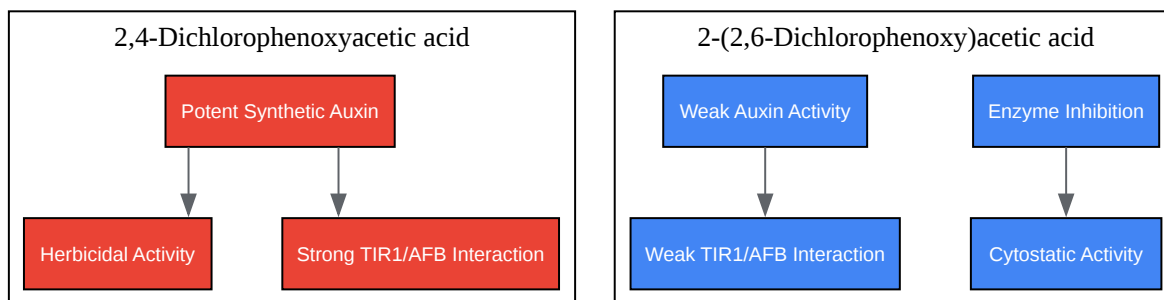 2,4-Dichlorophenoxyacetic acid
Potent Synthetic Auxin
Herbicidal Activity
Strong TIR1/AFB Interaction
2-(2,6-Dichlorophenoxy)acetic acid
Weak Auxin Activity
Enzyme Inhibition
Weak TIR1/AFB Interaction
Cytostatic Activity